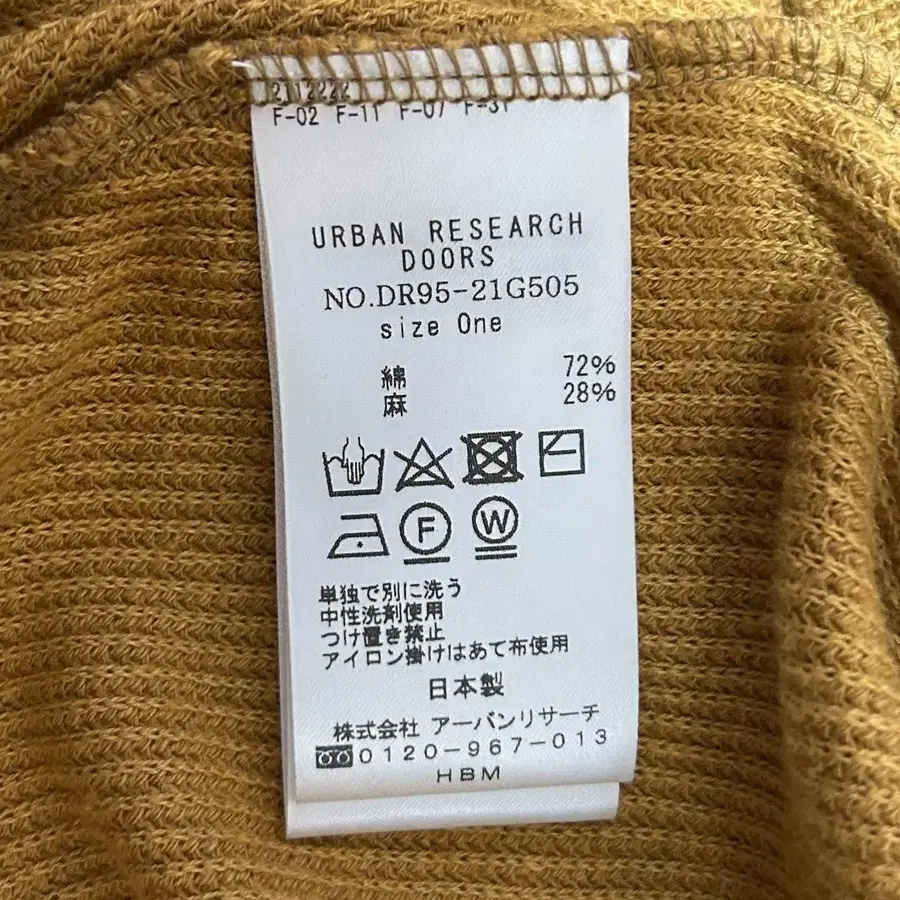 2112222
F-02 F-11 F-07 F-31
URBAN RESEARCH
DOORS
NO.DR95-21G505
size One
綿 72%
麻 28%
F W
単独で別に洗う
中性洗剤使用
つけ置き禁止
アイロン掛けはあて布使用
日本製
株式会社 アーバンリサーチ
0120-967-013
HBM